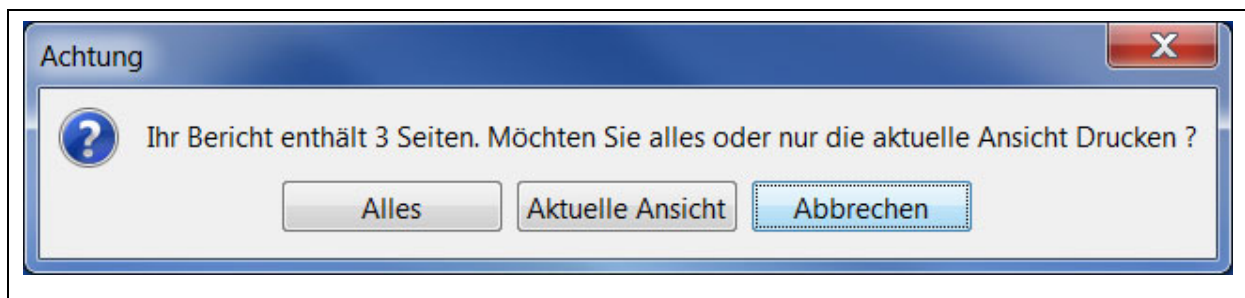 Achtung
Ihr Bericht enthält 3 Seiten. Möchten Sie alles oder nur die aktuelle Ansicht Drucken ?
Alles Aktuelle Ansicht Abbrechen